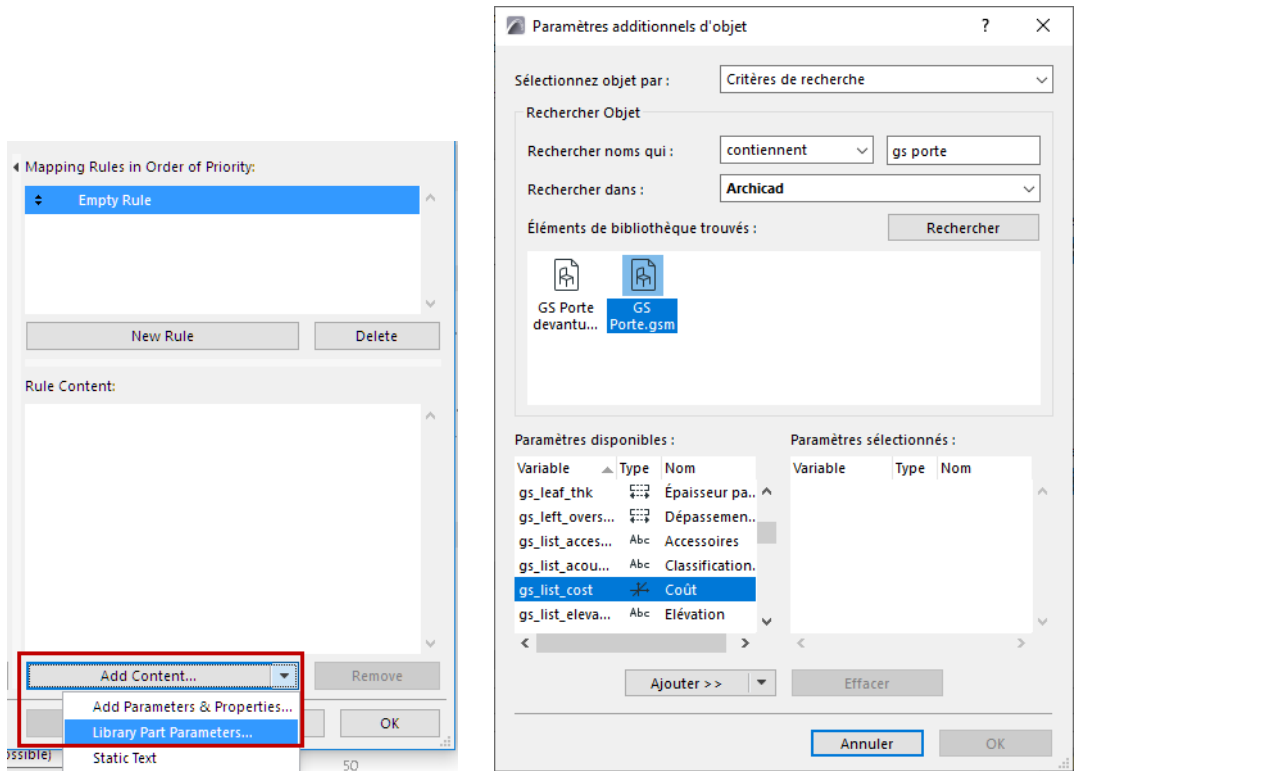 Mapping Rules in Order of Priority:
Empty Rule
New Rule
Delete
Rule Content:
Add Content...
Remove
Add Parameters & Properties...
Library Part Parameters...
Static Text
OK
50
Paramètres additionnels d'objet
?
Sélectionnez objet par :
Critères de recherche
Rechercher Objet
Rechercher noms qui :
contiennent
gs porte
Rechercher dans :
Archicad
Éléments de bibliothèque trouvés :
Rechercher
GS Porte
devantu...
GS
Porte.gsm
Paramètres disponibles :
Variable Type Nom
gs_leaf_thk Épaisseur pa..
gs_left_overs... Dépassemen..
gs_list_acces... Abc Accessoires
gs_list_acou... Abc Classification.
gs_list_cost Coût
gs_list_eleva... Abc Elévation
Paramètres sélectionnés :
Variable Type Nom
Ajouter >>
Effacer
Annuler
OK